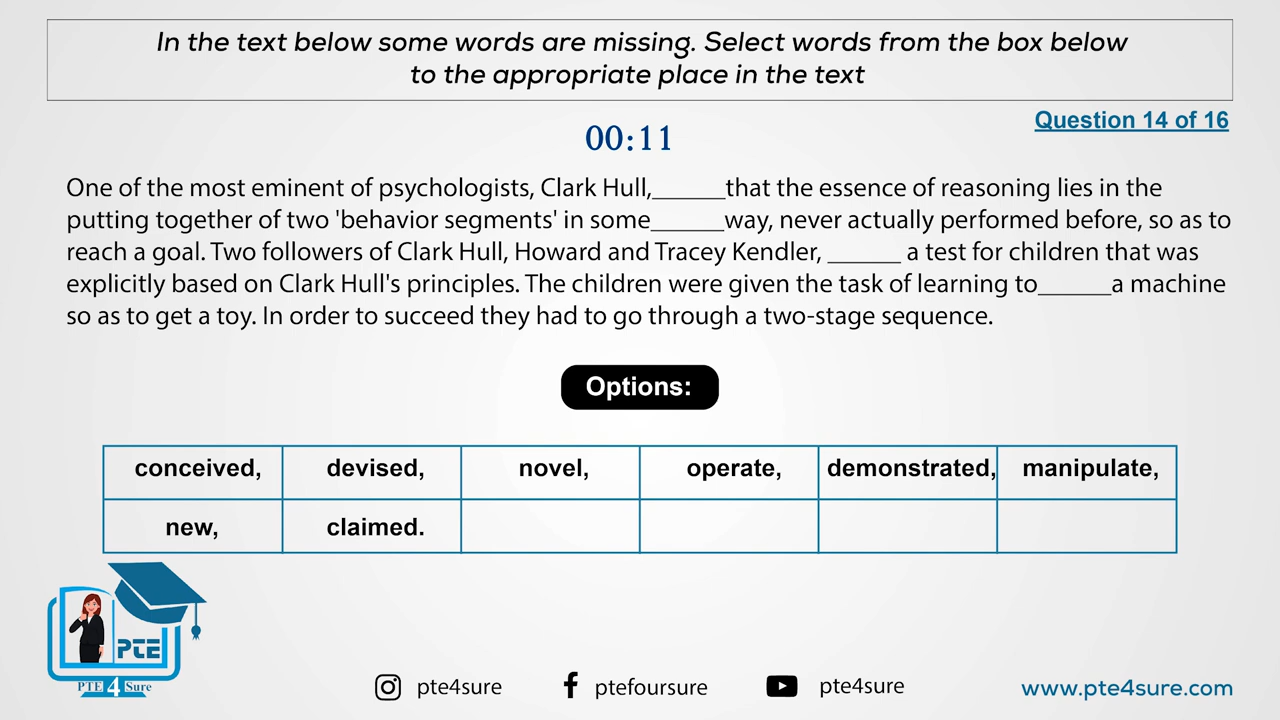 In the text below some words are missing. Select words from the box below
to the appropriate place in the text
Question 14 of 16
00:11
One of the most eminent of psychologists, Clark Hull,______that the essence of reasoning lies in the
putting together of two 'behavior segments' in some______way, never actually performed before, so as to
reach a goal. Two followers of Clark Hull, Howard and Tracey Kendler, ______ a test for children that was
explicitly based on Clark Hull's principles. The children were given the task of learning to______a machine
so as to get a toy. In order to succeed they had to go through a two-stage sequence.
Options:
conceived, devised, novel, operate, demonstrated, manipulate,
new, claimed.
PTE
PTE 4 Sure
pte4sure ptefoursure pte4sure www.pte4sure.com